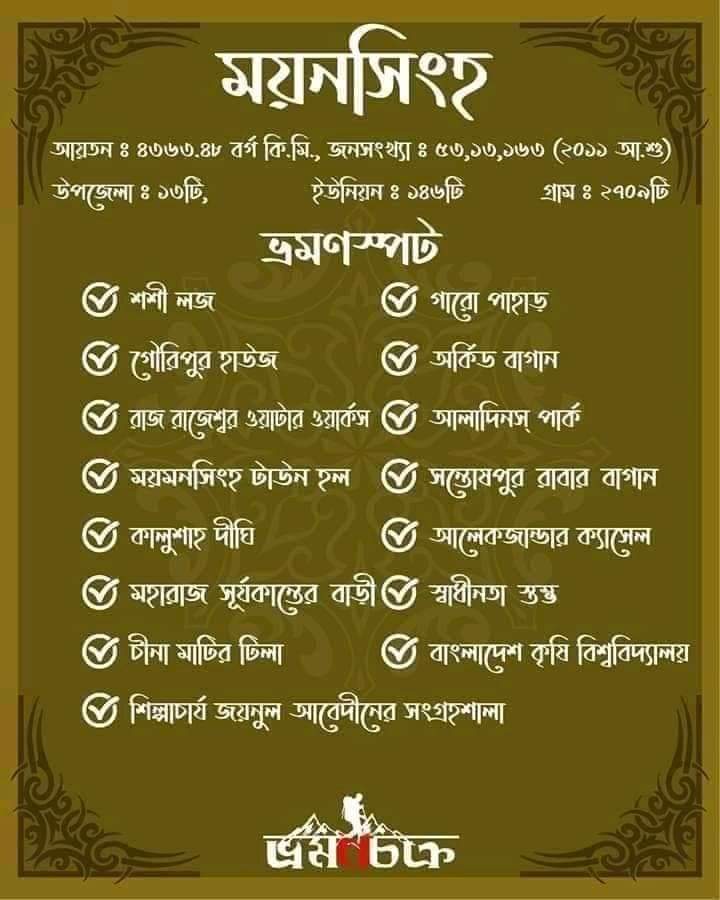 ময়নসিংহ
আয়তন ঃ ৪৩৬৩.৪৮ বর্গ কি.মি., জনসংখ্যা ঃ ৫৩,১৩,১৬৩ (২০১১ আ.শু)
উপজেলা ঃ ১৩টি, ইউনিয়ন ঃ ১৪৬টি গ্রাম ঃ ২৭০৯টি
ভ্রমণস্পট
শশী লজ গারো পাহাড়
গৌরিপুর হাউজ অর্কিড বাগান
রাজ রাজেশ্বর ওয়াটার ওয়ার্কস আলাদিনস্ পার্ক
ময়মনসিংহ টাউন হল সন্তোষপুর রাবার বাগান
কালুশাহ দীঘি আলেকজান্ডার ক্যাসেল
মহারাজ সূর্যকান্তের বাড়ী স্বাধীনতা স্তম্ভ
চীনা মাটির টিলা বাংলাদেশ কৃষি বিশ্ববিদ্যালয়
শিল্পাচার্য জয়নুল আবেদীনের সংগ্রহশালা
ভ্রমণচক্র